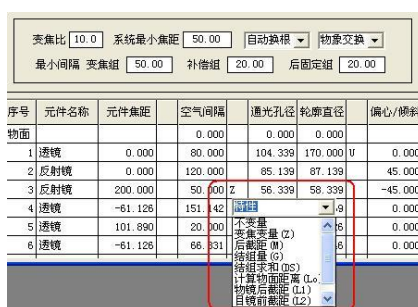 变焦比 10.0 系统最小焦距 50.00 自动换根 物象交换
最小间隔 变焦组 50.00 补偿组 20.00 后固定组 20.00
序号 元件名称 元件焦距 空气间隔 通光孔径 轮廓直径 偏心/倾斜
物面 0.000 0.000 0.000
1 透镜 0.000 80.000 104.339 170.000 U 0.000
2 反射镜 0.000 120.000 85.139 87.139 45.000
3 反射镜 200.000 50.000 Z 56.339 58.339 -45.000
4 透镜 -61.126 151.142 特性 0.000
5 透镜 101.890 20.000 0.000
6 透镜 -61.126 66.831 0.000
不变量
变焦变量(Z)
后截距(M)
结组量(G)
结组求和(DS)
计算物面距离(Lo)
物镜后截距(L1)
目镜前截距(L2)